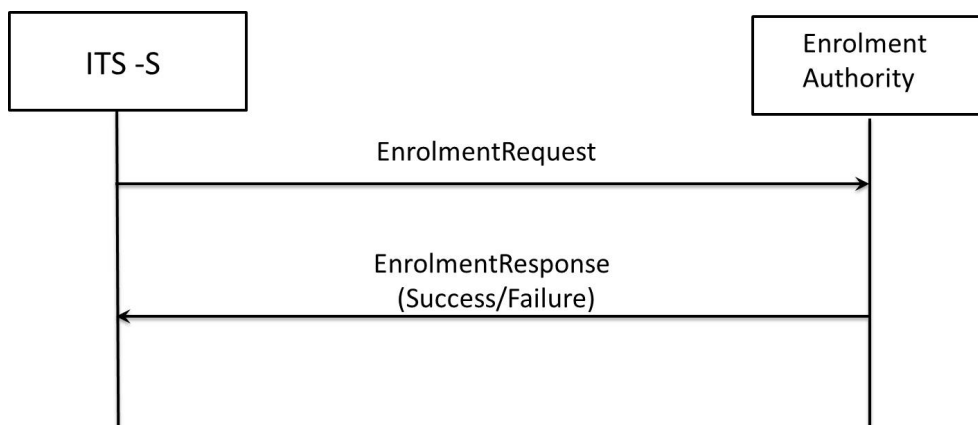 ITS -S
Enrolment
Authority
EnrolmentRequest
EnrolmentResponse
(Success/Failure)